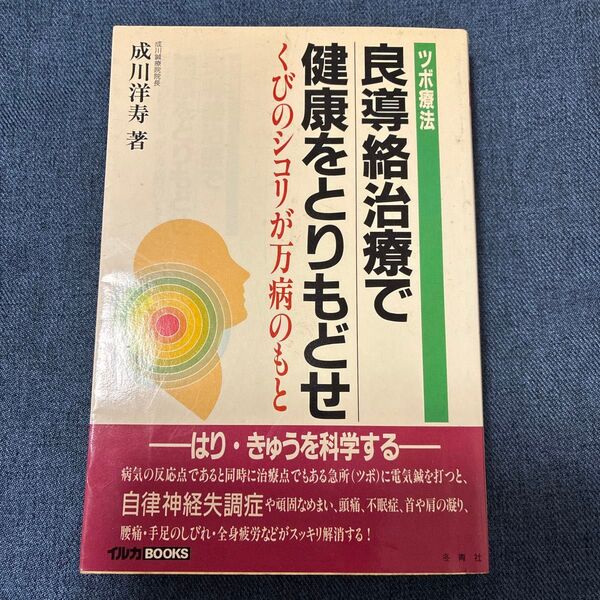 ツボ療法
良導絡治療で
健康をとりもどせ
くびのシコリが万病のもと
成川鍼療院院長
成川洋寿 著
はり・きゅうを科学する
病気の反応点であると同時に治療点でもある急所(ツボ)に電気鍼を打つと、
自律神経失調症や頑固なめまい、頭痛、不眠症、首や肩の凝り、
腰痛・手足のしびれ・全身疲労などがスッキリ解消する!
イルカBOOKS
冬青社